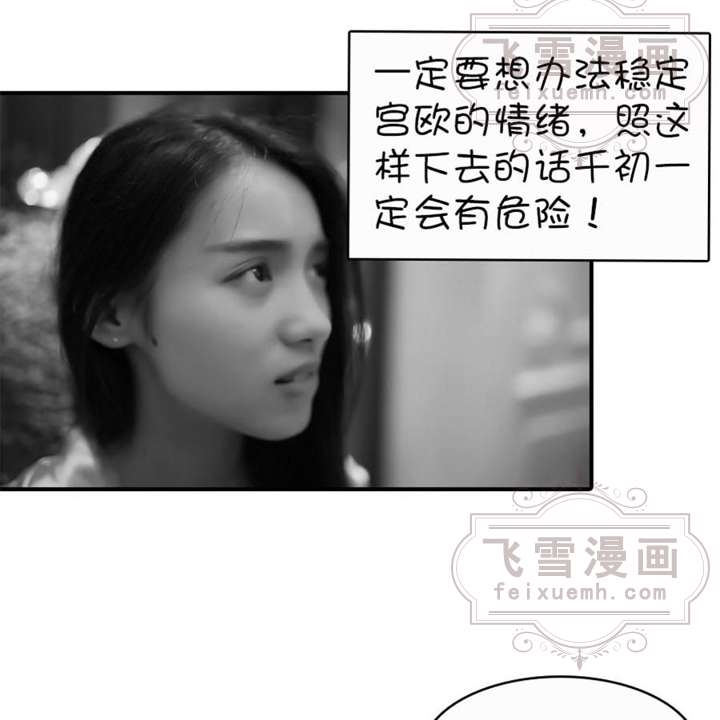 飞雪漫画
feixuemh.com
一定要想办法稳定
宫欧的情绪，照这
样下去的话千初一
定会有危险！
飞雪漫画
feixuemh.com